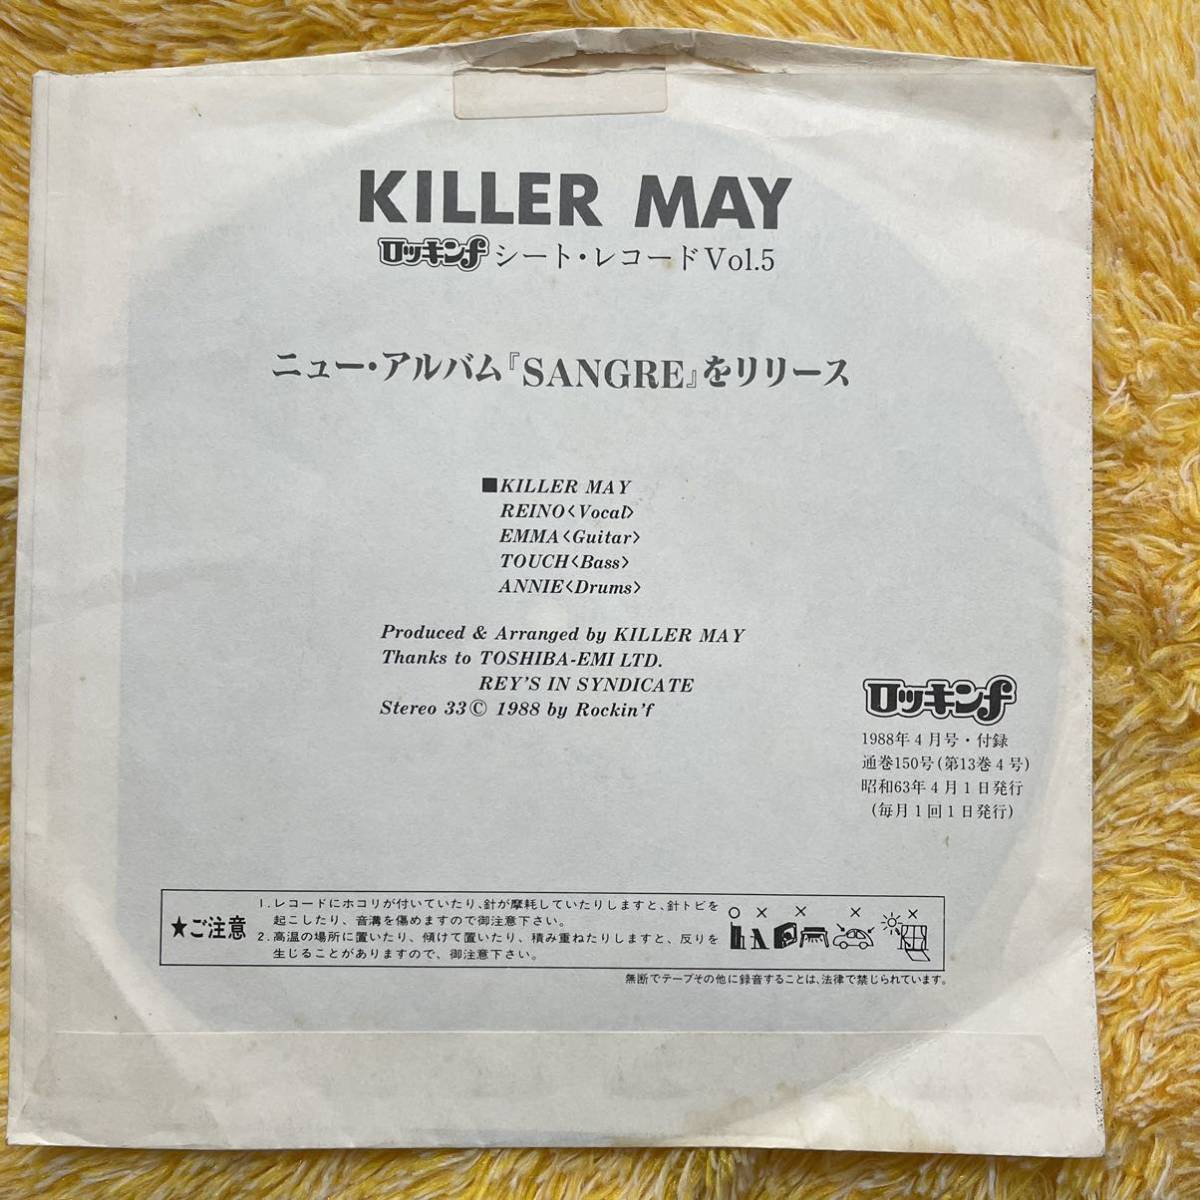 KILLER MAY
ロッキンf シート・レコード Vol.5
ニュー・アルバム『SANGRE』をリリース
■KILLER MAY
REINO<Vocal>
EMMA<Guitar>
TOUCH<Bass>
ANNIE<Drums>
Produced & Arranged by KILLER MAY
Thanks to TOSHIBA-EMI LTD.
REY'S IN SYNDICATE
Stereo 33© 1988 by Rockin'f
ロッキンf
1988年4月号・付録
通巻150号(第13巻4号)
昭和63年4月1日発行
(毎月1回1日発行)
★ご注意
1.レコードにホコリが付いていたり、針が摩耗していたりしますと、針トビを
起こしたり、音溝を傷めますので御注意下さい。
2.高温の場所に置いたり、傾けて置いたり、積み重ねたりしますと、反りを
生じることがありますので、御注意下さい。
○ × × × ×
無断でテープその他に録音することは、法律で禁じられています。